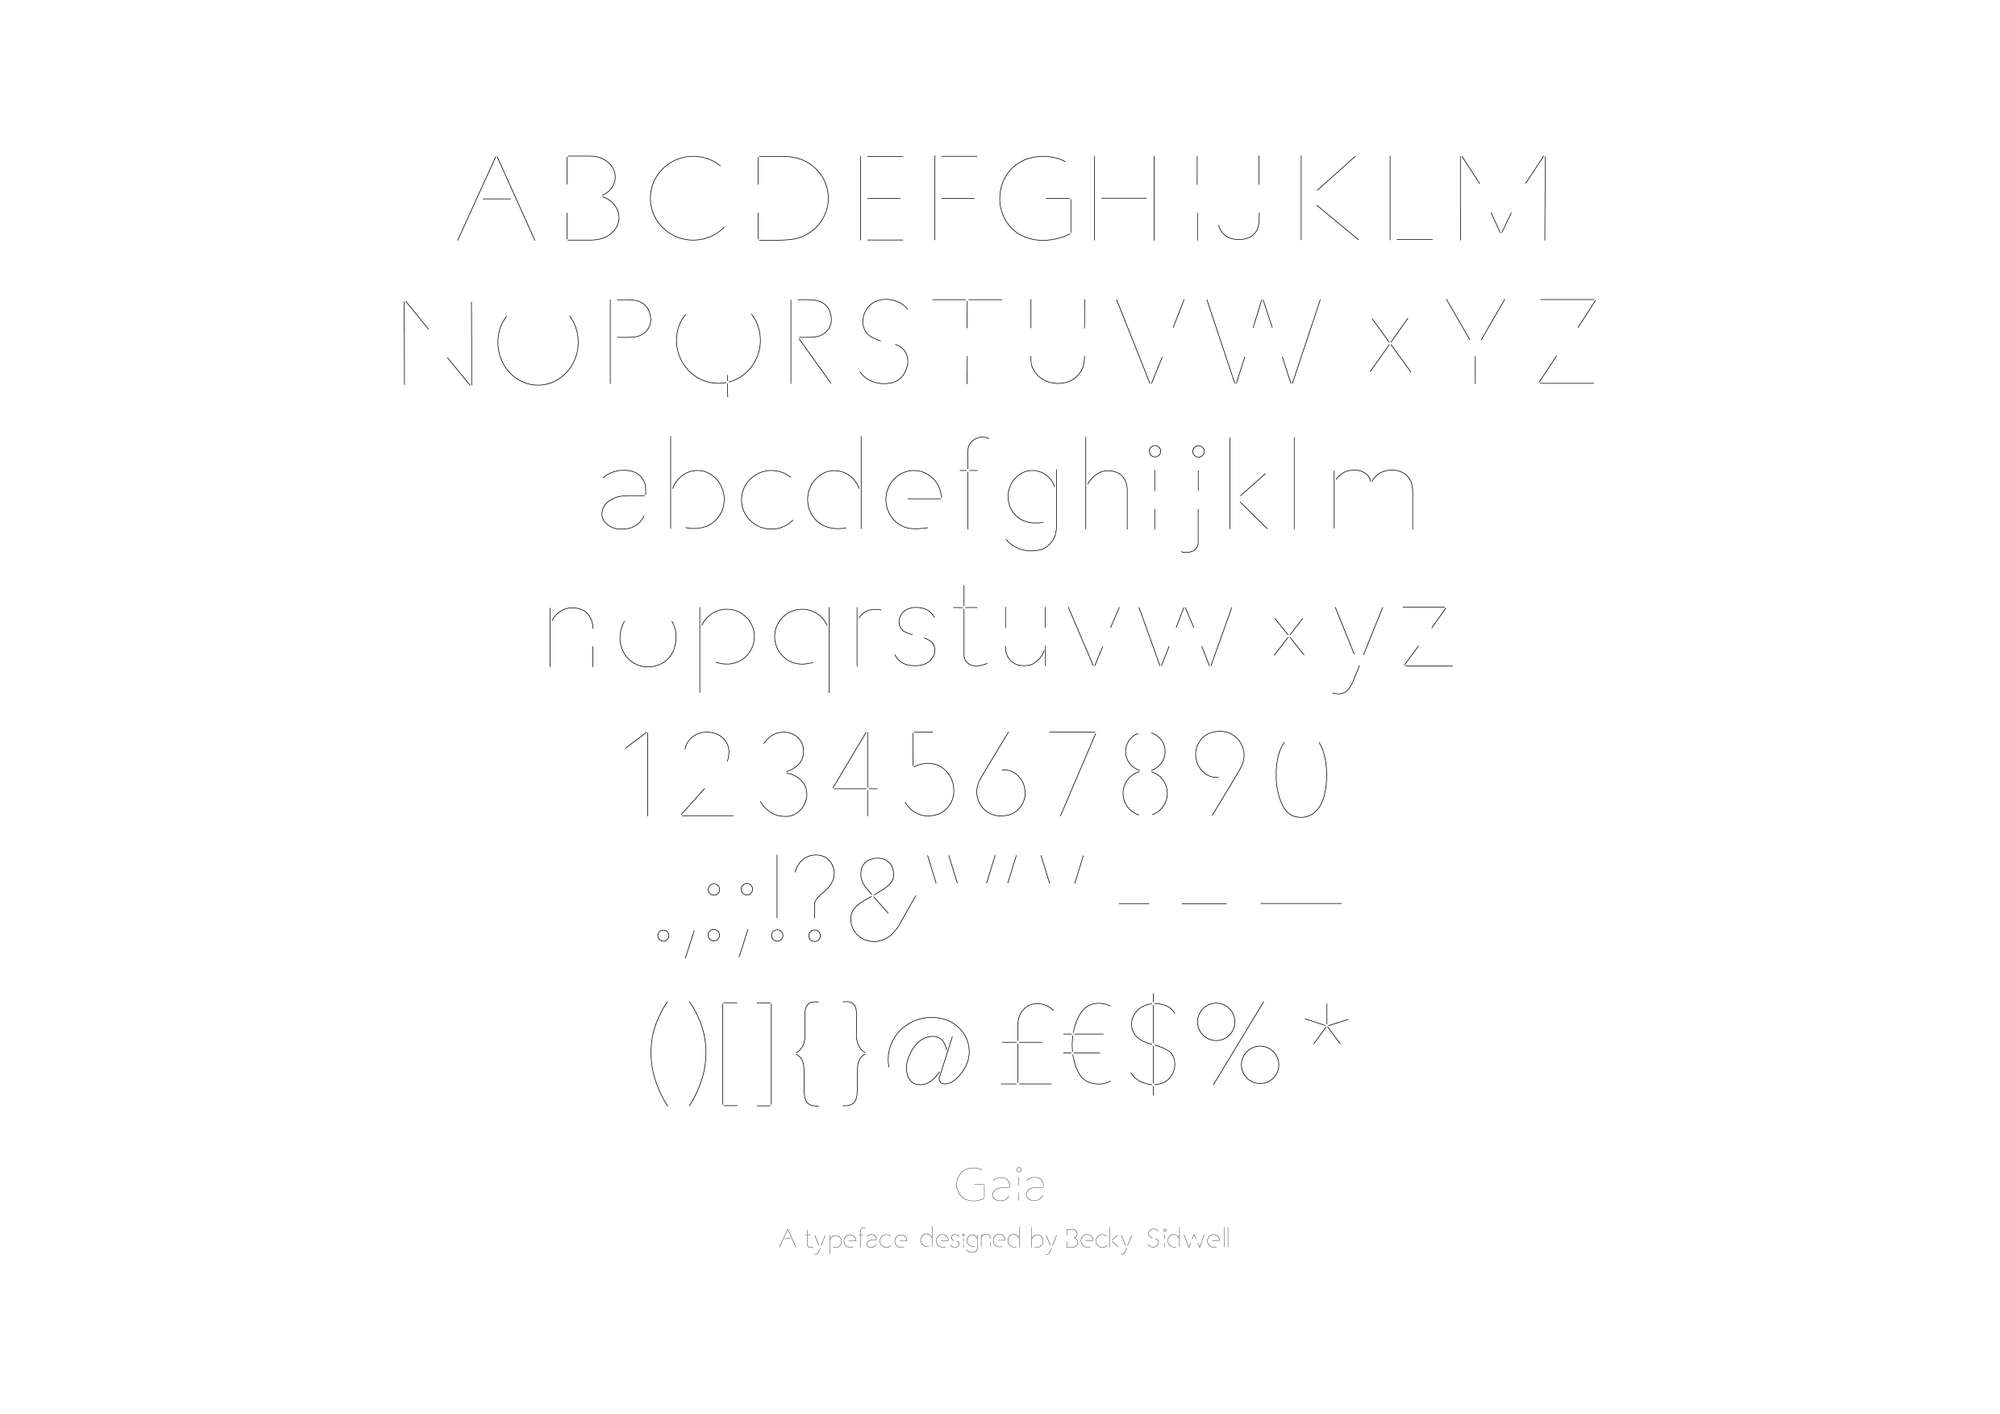 ABCDEFGHIJKLM
NOPQRSTUVWXYZ
abcdefghijklm
nopqrstuvwxyz
1234567890
.,:;!?&“”" - – —
()[]{}@£€$%*
Gaia
A typeface designed by Becky Sidwell